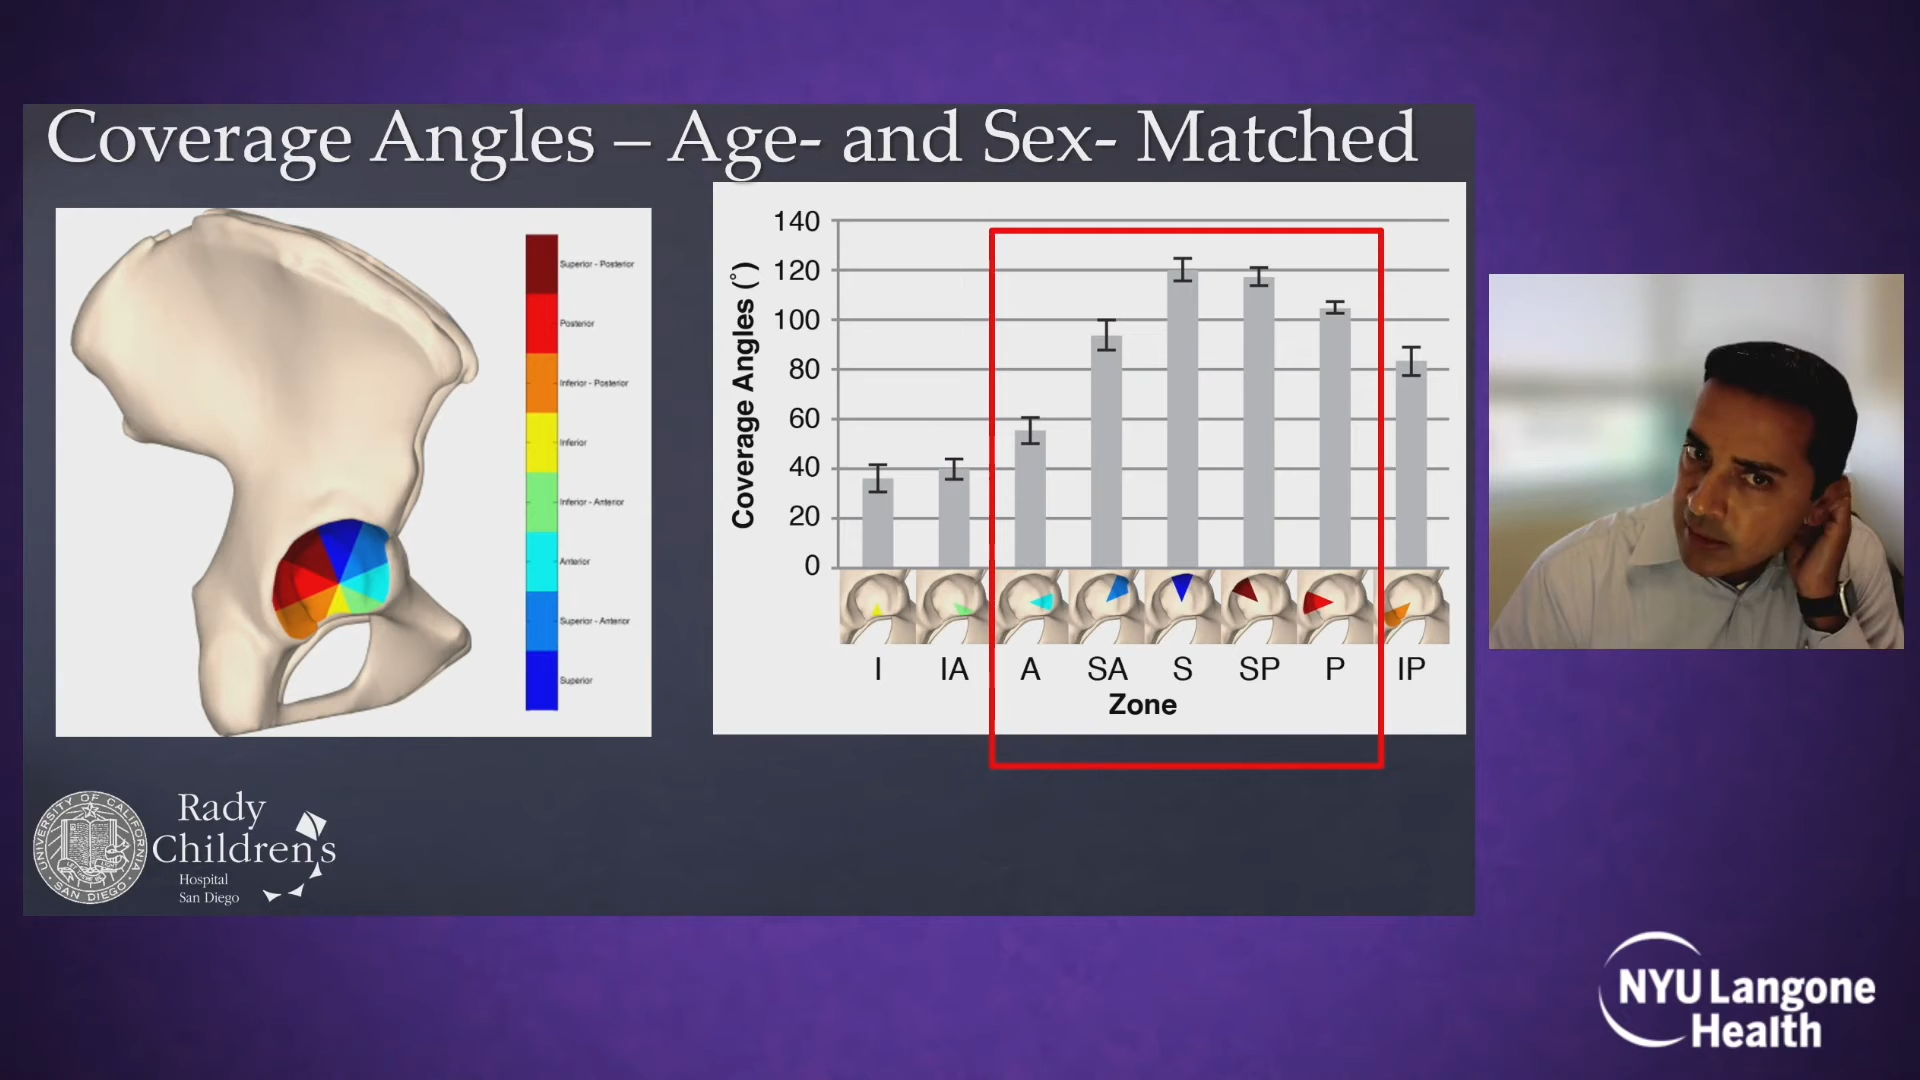 Coverage Angles – Age- and Sex- Matched
Superior - Posterior
Posterior
Inferior - Posterior
Inferior
Inferior - Anterior
Anterior
Superior - Anterior
Superior
Coverage Angles (°)
140
120
100
80
60
40
20
0
I IA A SA S SP P IP
Zone
UNIVERSITY OF CALIFORNIA
SAN DIEGO
Rady
Children's
Hospital
San Diego
NYU Langone
Health